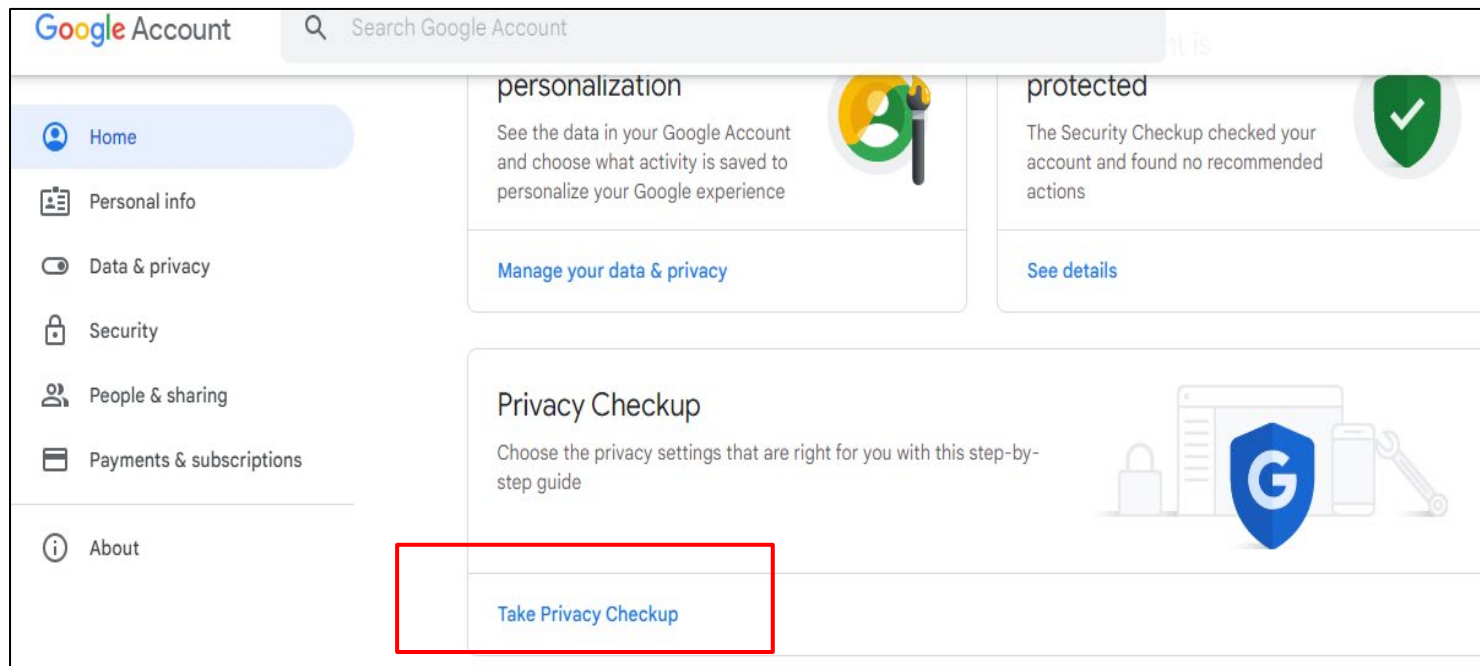 Google Account
Search Google Account
nt is
Home
Personal info
Data & privacy
Security
People & sharing
Payments & subscriptions
About
personalization
See the data in your Google Account
and choose what activity is saved to
personalize your Google experience
Manage your data & privacy
protected
The Security Checkup checked your
account and found no recommended
actions
See details
Privacy Checkup
Choose the privacy settings that are right for you with this step-by-
step guide
G
Take Privacy Checkup